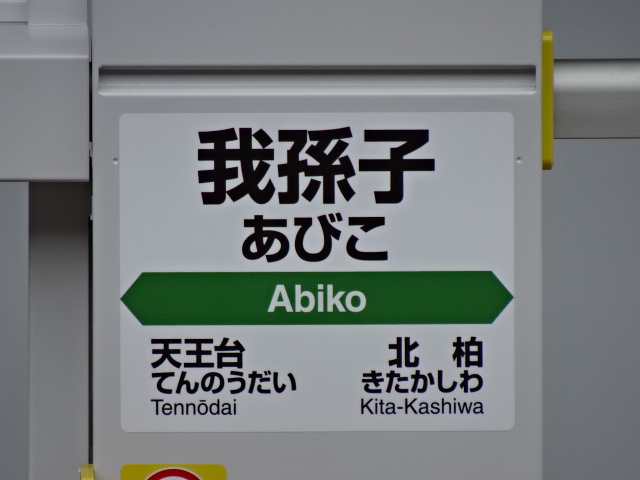 我孫子
あびこ
Abiko
天王台 北柏
てんのうだい きたかしわ
Tennōdai Kita-Kashiwa